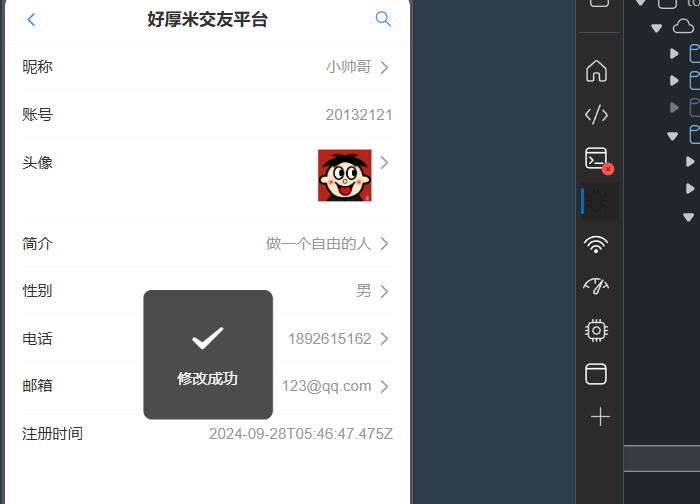 好厚米交友平台
昵称 小帅哥
账号 20132121
头像
简介 做一个自由的人
性别 男
电话 1892615162
修改成功
邮箱 123@qq.com
注册时间 2024-09-28T05:46:47.475Z